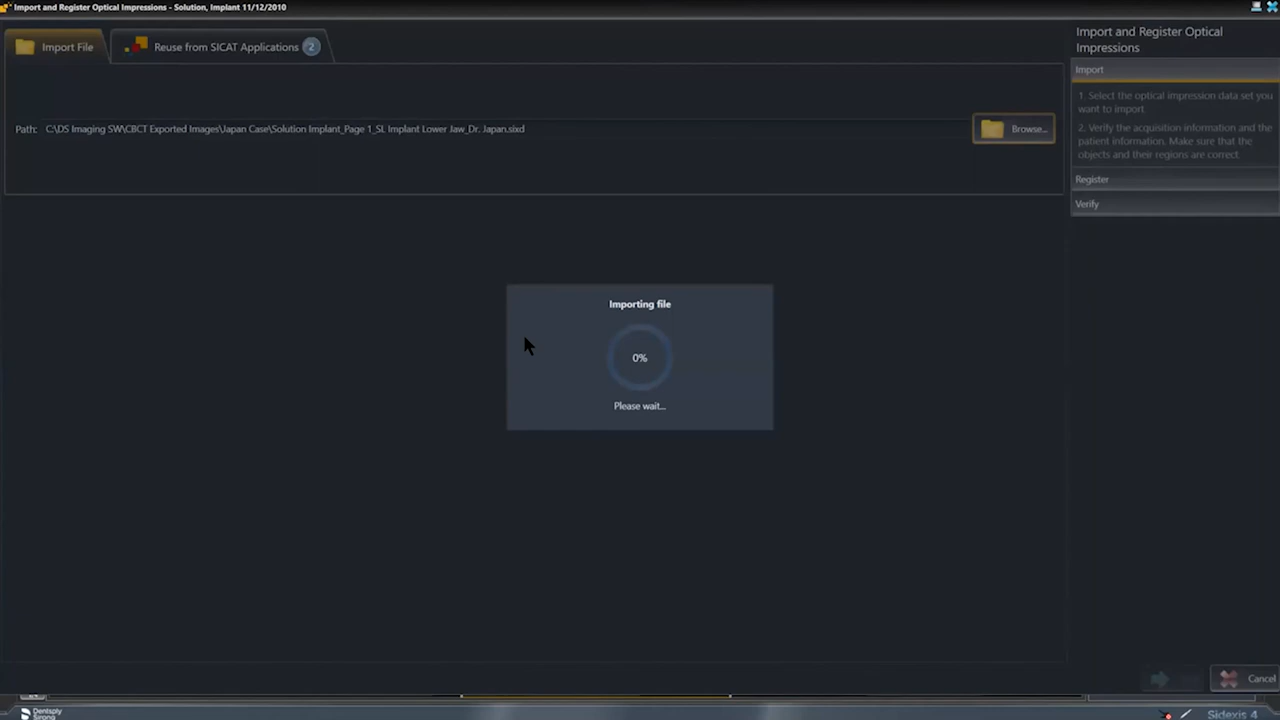 Import and Register Optical Impressions - Solution, Implant 11/12/2010
Import File
Reuse from SICAT Applications 2
Path: C:\DS Imaging SW\CBCT Exported Images\Japan Case\Solution Implant_Page 1_SL Implant Lower Jaw_Dr. Japan.sixd
Browse...
Import and Register Optical
Impressions
Import
1. Select the optical impression data set you
want to import
2. Verify the acquisition information and the
patient information. Make sure that the
objects and their regions are correct.
Register
Verify
Importing file
0%
Please wait...
Cancel
Dentsply
Sirona
Sidexis 4